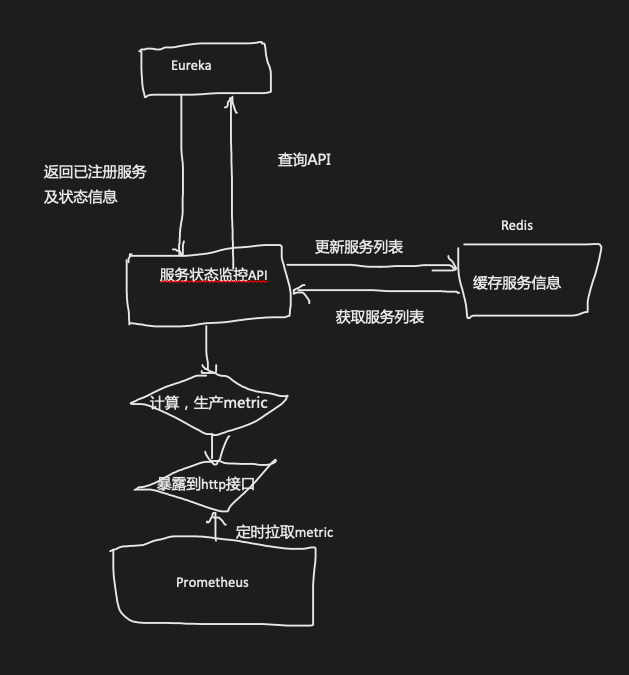 Eureka
查询API
返回已注册服务
及状态信息
Redis
更新服务列表
服务状态监控API
缓存服务信息
获取服务列表
计算，生产metric
暴露到http接口
定时拉取metric
Prometheus